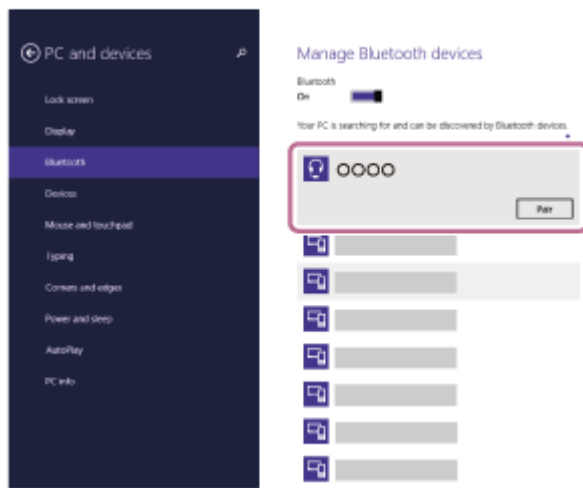 PC and devices
Lock screen
Display
Bluetooth
Devices
Mouse and touchpad
Typing
Corners and edges
Power and sleep
AutoPlay
PC info
Manage Bluetooth devices
Bluetooth
On
Your PC is searching for and can be discovered by Bluetooth devices.
OOOO
Pair